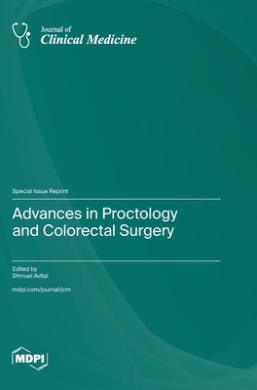 Journal of
Clinical Medicine
Special Issue Reprint
Advances in Proctology
and Colorectal Surgery
Edited by
Shmuel Avital
mdpi.com/journal/jcm
MDPI